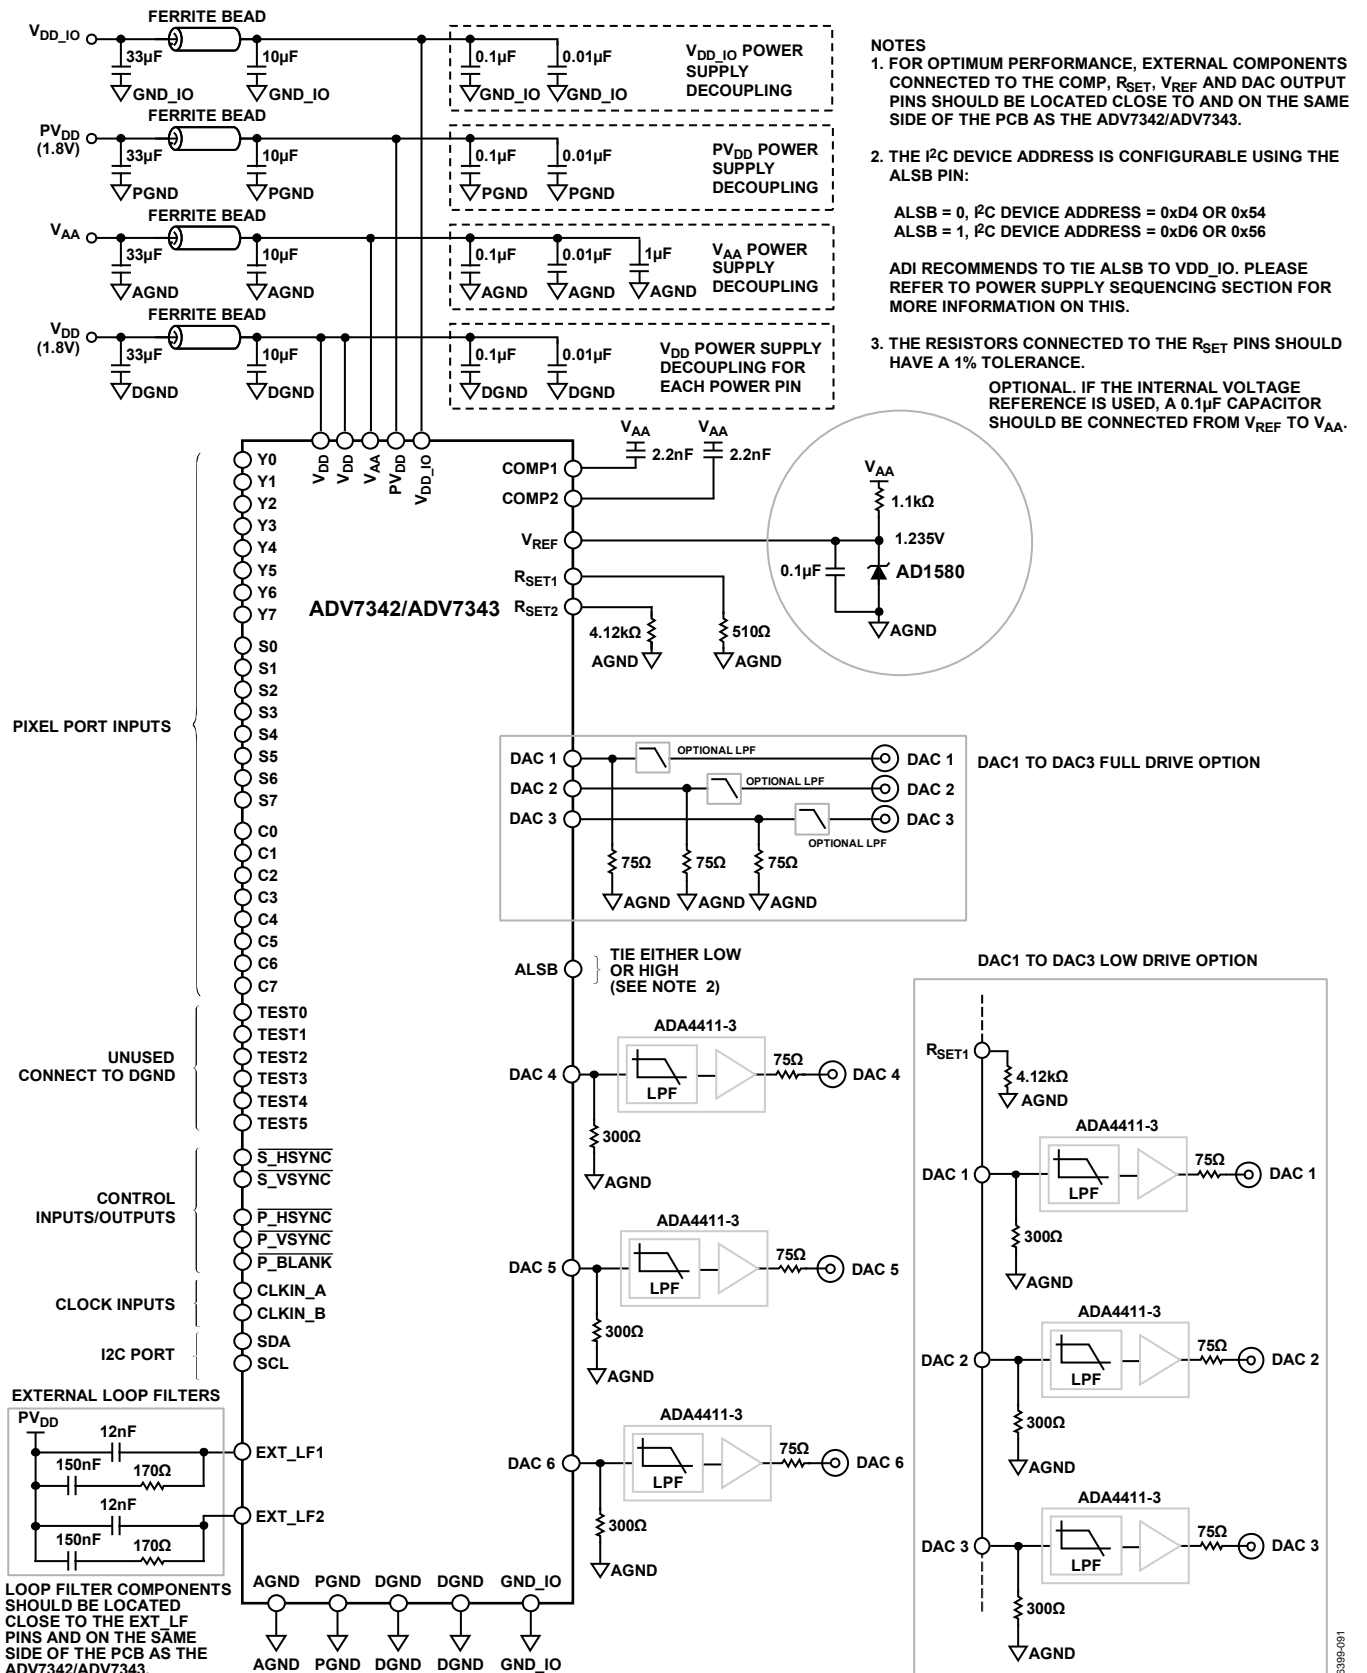 FERRITE BEAD
VDD_IO
33µF
10µF
0.1µF
0.01µF
GND_IO
GND_IO
GND_IO
GND_IO
VDD_IO POWER
SUPPLY
DECOUPLING
FERRITE BEAD
PVDD
(1.8V)
33µF
10µF
0.1µF
0.01µF
PGND
PGND
PGND
PGND
PVDD POWER
SUPPLY
DECOUPLING
FERRITE BEAD
VAA
33µF
10µF
0.1µF
0.01µF
1µF
AGND
AGND
AGND
AGND
AGND
VAA POWER
SUPPLY
DECOUPLING
FERRITE BEAD
VDD
(1.8V)
33µF
10µF
0.1µF
0.01µF
DGND
DGND
DGND
DGND
VDD POWER SUPPLY
DECOUPLING FOR
EACH POWER PIN
NOTES
1. FOR OPTIMUM PERFORMANCE, EXTERNAL COMPONENTS
CONNECTED TO THE COMP, RSET, VREF AND DAC OUTPUT
PINS SHOULD BE LOCATED CLOSE TO AND ON THE SAME
SIDE OF THE PCB AS THE ADV7342/ADV7343.
2. THE I2C DEVICE ADDRESS IS CONFIGURABLE USING THE
ALSB PIN:
ALSB = 0, I2C DEVICE ADDRESS = 0xD4 OR 0x54
ALSB = 1, I2C DEVICE ADDRESS = 0xD6 OR 0x56
ADI RECOMMENDS TO TIE ALSB TO VDD_IO. PLEASE
REFER TO POWER SUPPLY SEQUENCING SECTION FOR
MORE INFORMATION ON THIS.
3. THE RESISTORS CONNECTED TO THE RSET PINS SHOULD
HAVE A 1% TOLERANCE.
OPTIONAL. IF THE INTERNAL VOLTAGE
REFERENCE IS USED, A 0.1µF CAPACITOR
SHOULD BE CONNECTED FROM VREF TO VAA.
VAA
1.1kΩ
1.235V
0.1µF
AD1580
AGND
VDD
VDD
VAA
PVDD
VDD_IO
VAA
VAA
2.2nF
2.2nF
COMP1
COMP2
VREF
RSET1
RSET2
4.12kΩ
510Ω
AGND
AGND
ADV7342/ADV7343
PIXEL PORT INPUTS
Y0
Y1
Y2
Y3
Y4
Y5
Y6
Y7
S0
S1
S2
S3
S4
S5
S6
S7
C0
C1
C2
C3
C4
C5
C6
C7
UNUSED
CONNECT TO DGND
TEST0
TEST1
TEST2
TEST3
TEST4
TEST5
CONTROL
INPUTS/OUTPUTS
S_HSYNC
S_VSYNC
P_HSYNC
P_VSYNC
P_BLANK
CLOCK INPUTS
CLKIN_A
CLKIN_B
I2C PORT
SDA
SCL
EXTERNAL LOOP FILTERS
PVDD
12nF
150nF
170Ω
12nF
150nF
170Ω
EXT_LF1
EXT_LF2
LOOP FILTER COMPONENTS
SHOULD BE LOCATED
CLOSE TO THE EXT_LF
PINS AND ON THE SAME
SIDE OF THE PCB AS THE
ADV7342/ADV7343.
AGND
PGND
DGND
DGND
GND_IO
AGND
PGND
DGND
DGND
GND_IO
DAC 1
OPTIONAL LPF
DAC 1
DAC 2
OPTIONAL LPF
DAC 2
DAC 3
OPTIONAL LPF
DAC 3
75Ω
75Ω
75Ω
AGND
AGND
AGND
DAC1 TO DAC3 FULL DRIVE OPTION
ALSB
TIE EITHER LOW
OR HIGH
(SEE NOTE 2)
ADA4411-3
DAC 4
LPF
75Ω
DAC 4
300Ω
AGND
ADA4411-3
DAC 5
LPF
75Ω
DAC 5
300Ω
AGND
ADA4411-3
DAC 6
LPF
75Ω
DAC 6
300Ω
AGND
DAC1 TO DAC3 LOW DRIVE OPTION
RSET1
4.12kΩ
AGND
ADA4411-3
DAC 1
LPF
75Ω
DAC 1
300Ω
AGND
ADA4411-3
DAC 2
LPF
75Ω
DAC 2
300Ω
AGND
ADA4411-3
DAC 3
LPF
75Ω
DAC 3
300Ω
AGND
6399-091